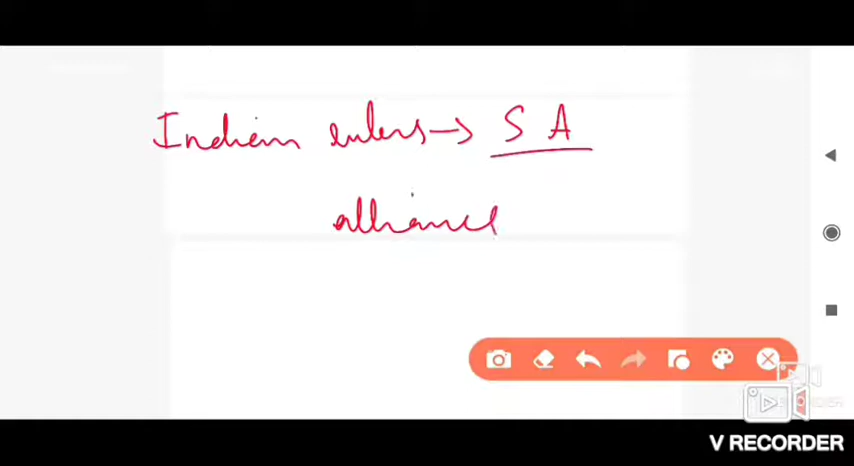 Indian rulers → S A
alliance
V RECORDER